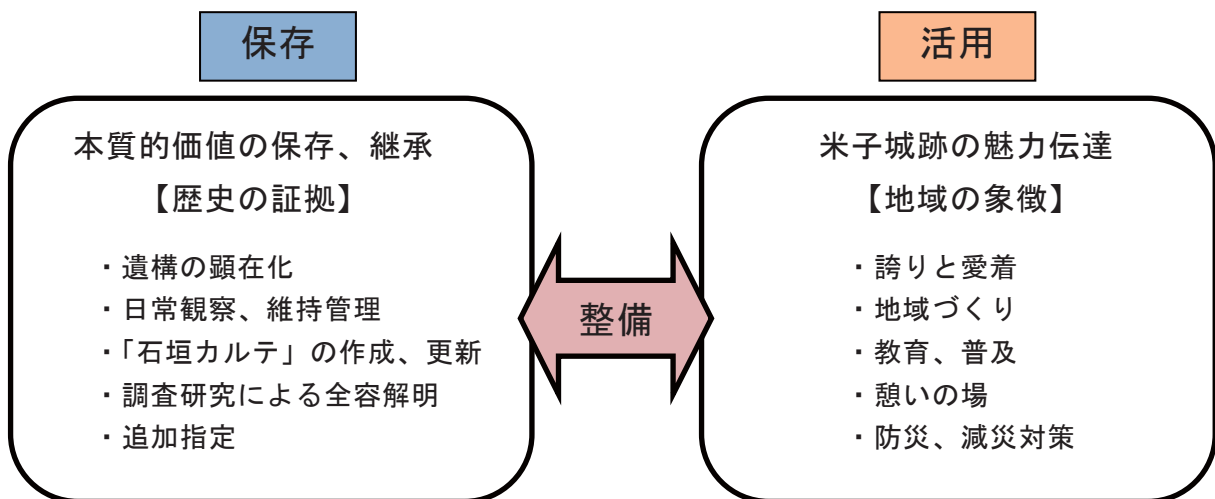 保存
本質的価値の保存、継承
【歴史の証拠】
・遺構の顕在化
・日常観察、維持管理
・「石垣カルテ」の作成、更新
・調査研究による全容解明
・追加指定
整備
活用
米子城跡の魅力伝達
【地域の象徴】
・誇りと愛着
・地域づくり
・教育、普及
・憩いの場
・防災、減災対策